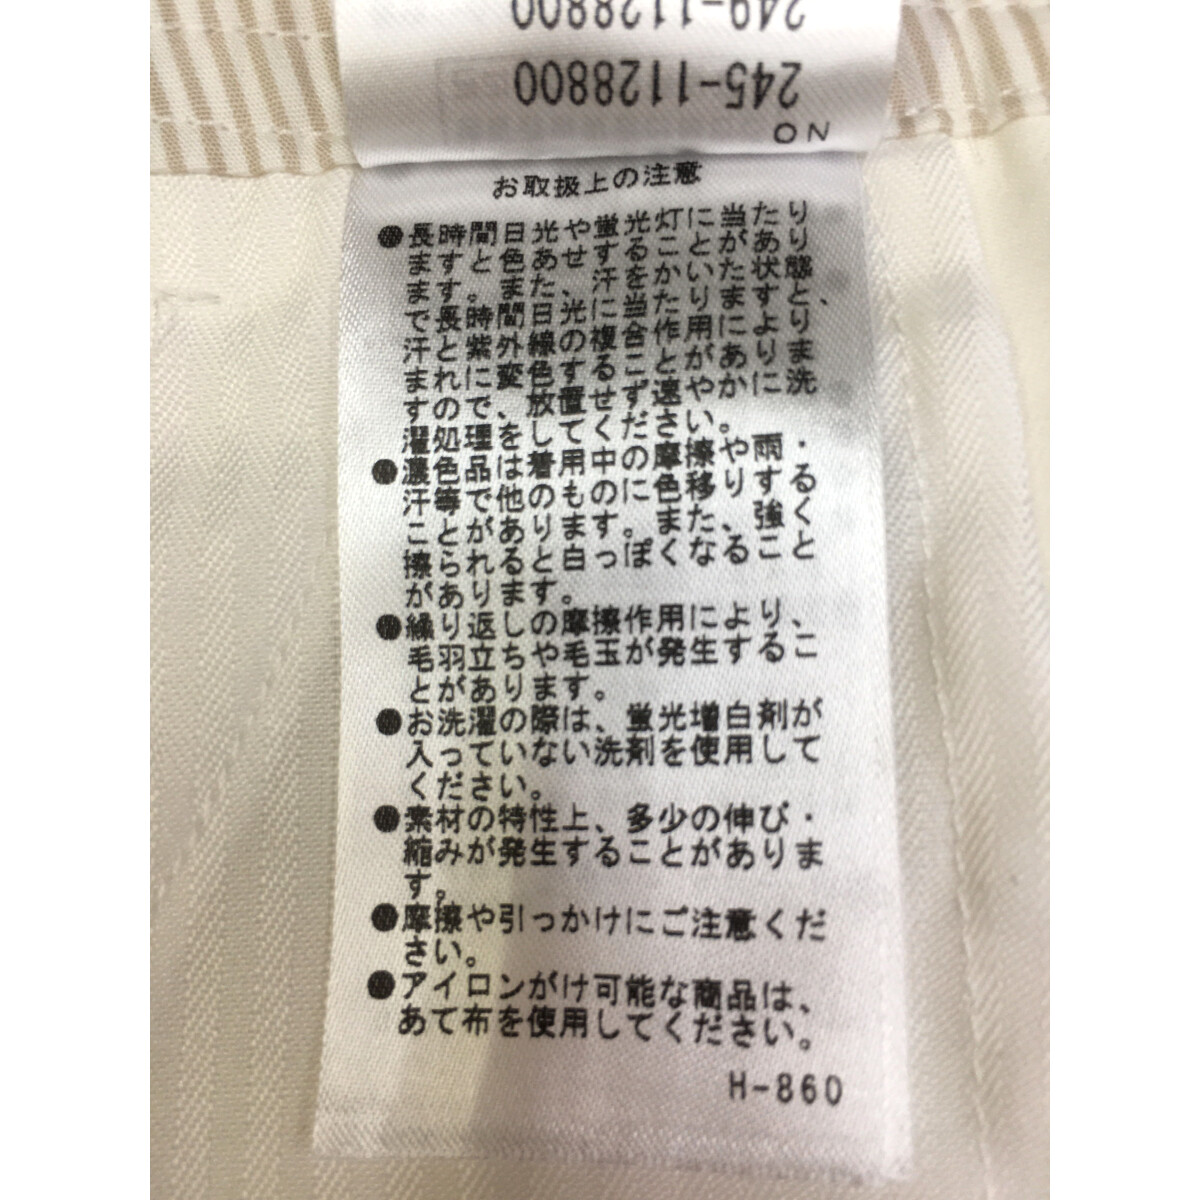 249-1128800
245-1128800
NO
お取扱上の注意
●長時間日光や蛍光灯に当たり
ますと色あせすることがあり
ます。また、汗をかいた状態
で長時間日光に当たりますと、
汗と紫外線の複合作用により
まれに変色することがありま
すので、放置せず速やかに洗
濯処理をしてください。
●濃色品は着用中の摩擦や雨・
汗等で他のものに色移りする
ことがあります。また、強く
擦られると白っぽくなること
があります。
●繰り返しの摩擦作用により、
毛羽立ちや毛玉が発生するこ
とがあります。
●お洗濯の際は、蛍光増白剤が
入っていない洗剤を使用して
ください。
●素材の特性上、多少の伸び・
縮みが発生することがありま
す。
●摩擦や引っかけにご注意くだ
さい。
●アイロンがけ可能な商品は、
あて布を使用してください。
H-860